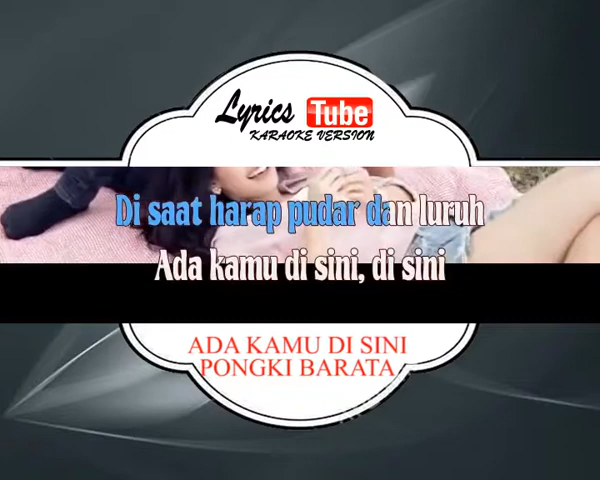 Lyrics Tube
KARAOKE VERSION
Di saat harap pudar dan luruh
Ada kamu di sini, di sini
ADA KAMU DI SINI
PONGKI BARATA